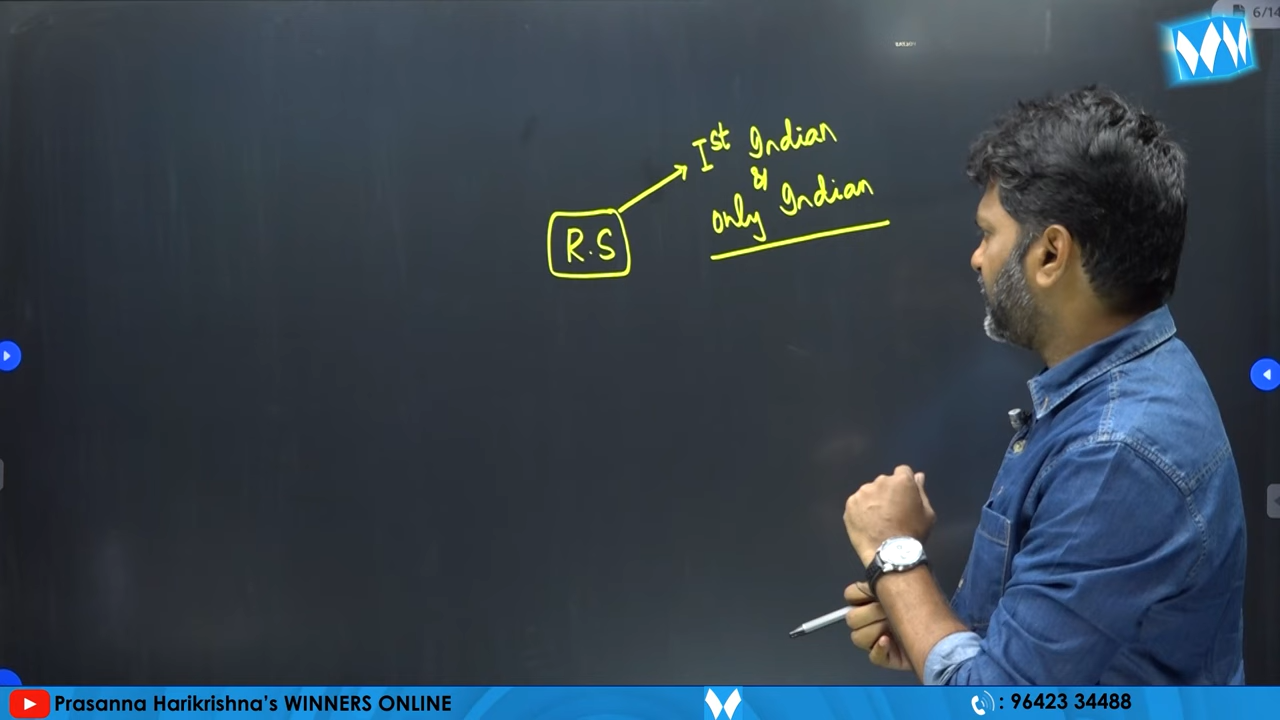 6/14
Ist Indian
&
only Indian
R.S
Prasanna Harikrishna's WINNERS ONLINE
: 96423 34488